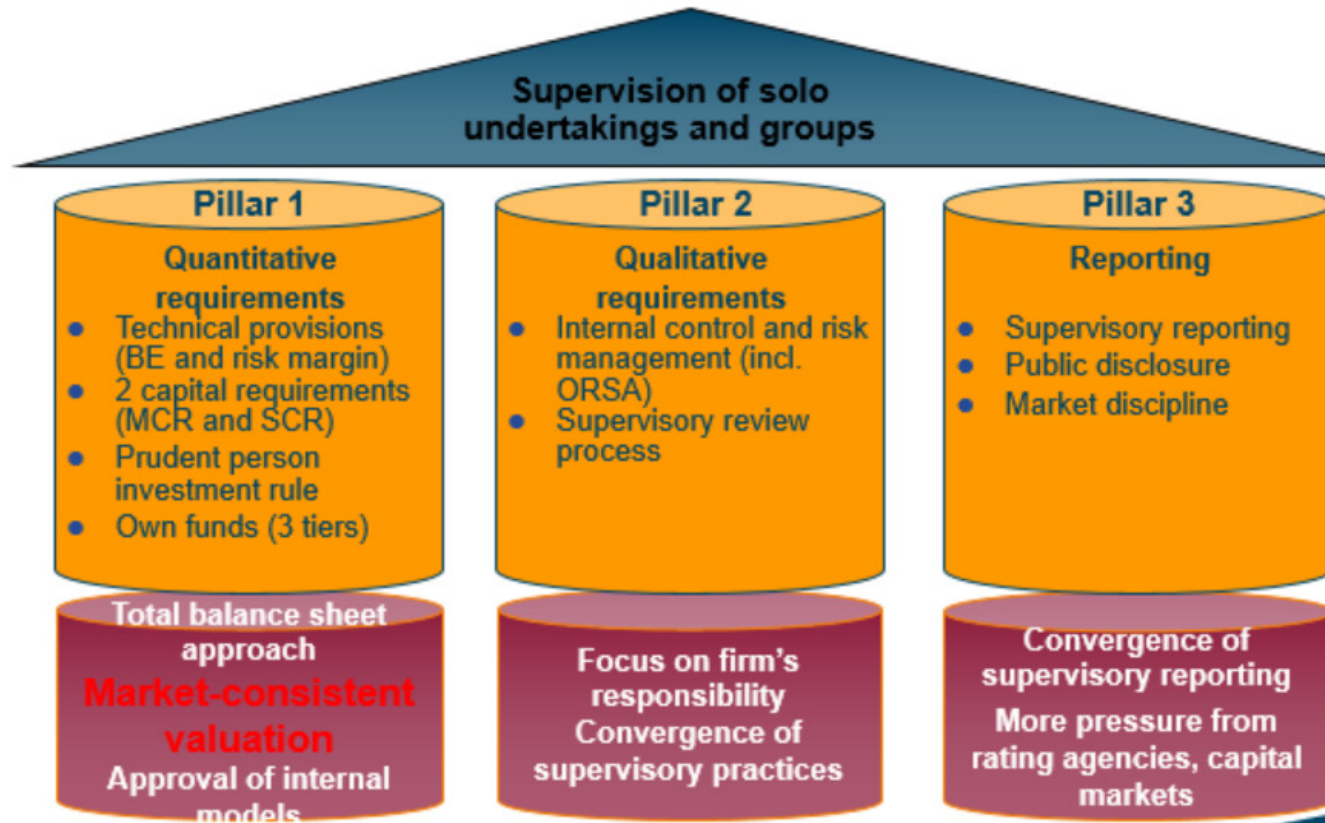 Supervision of solo
undertakings and groups
Pillar 1
Quantitative
requirements
● Technical provisions
(BE and risk margin)
● 2 capital requirements
(MCR and SCR)
● Prudent person
investment rule
● Own funds (3 tiers)
Total balance sheet
approach
Market-consistent
valuation
Approval of internal
models
Pillar 2
Qualitative
requirements
● Internal control and risk
management (incl.
ORSA)
● Supervisory review
process
Focus on firm's
responsibility
Convergence of
supervisory practices
Pillar 3
Reporting
● Supervisory reporting
● Public disclosure
● Market discipline
Convergence of
supervisory reporting
More pressure from
rating agencies, capital
markets